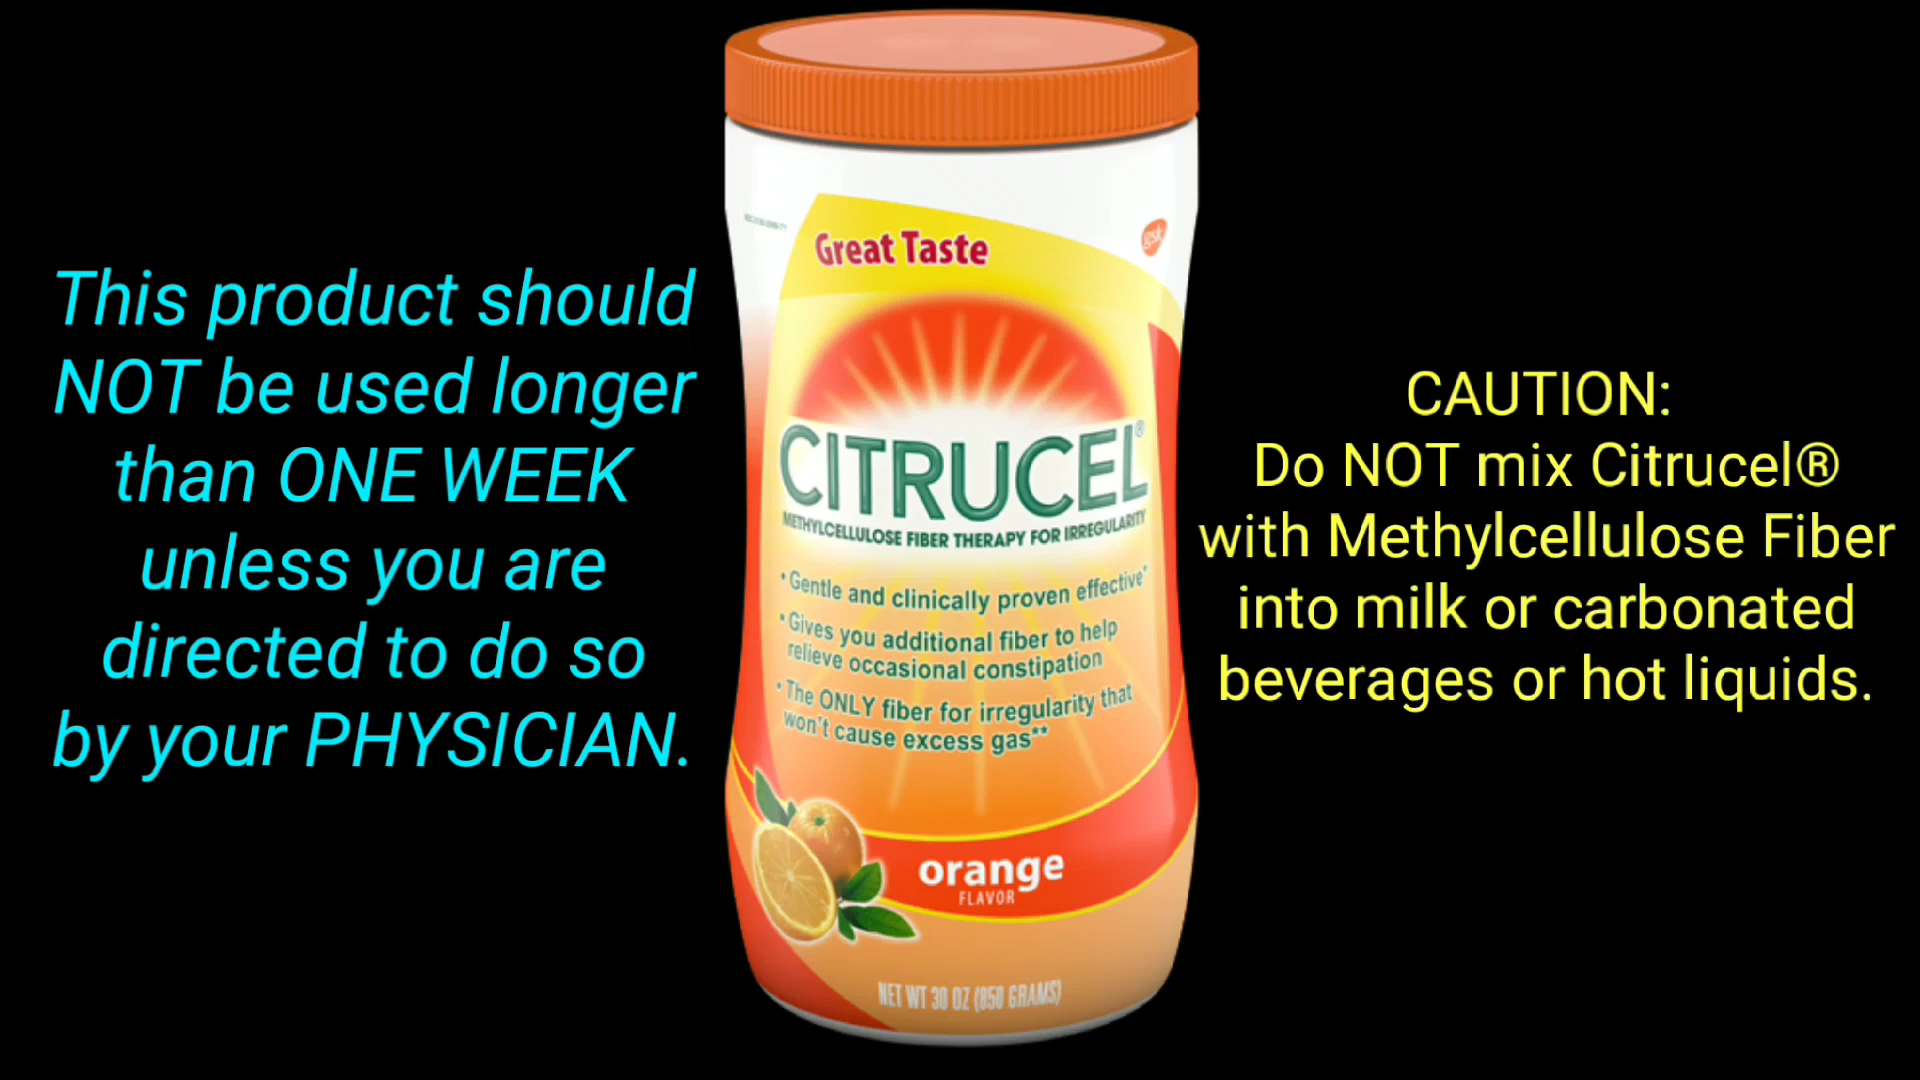 This product should
NOT be used longer
than ONE WEEK
unless you are
directed to do so
by your PHYSICIAN.
Great Taste
gsk
CITRUCEL®
METHYLCELLULOSE FIBER THERAPY FOR IRREGULARITY
• Gentle and clinically proven effective*
• Gives you additional fiber to help
relieve occasional constipation
• The ONLY fiber for irregularity that
won't cause excess gas**
orange
FLAVOR
NET WT 30 OZ (850 GRAMS)
CAUTION:
Do NOT mix Citrucel®
with Methylcellulose Fiber
into milk or carbonated
beverages or hot liquids.